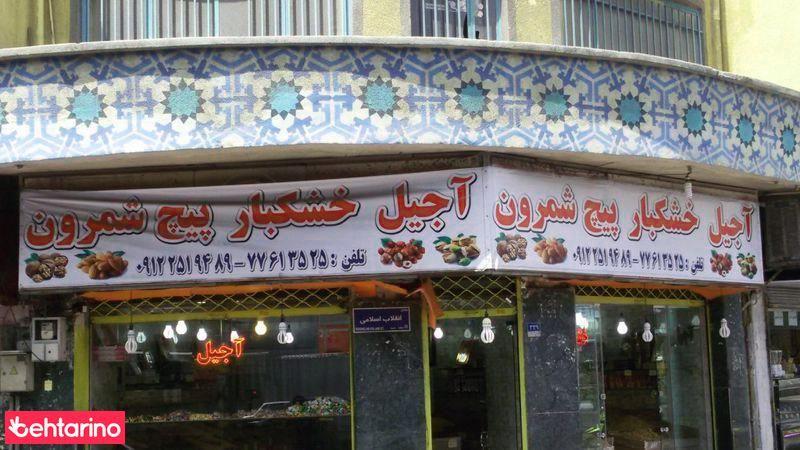 آجیل خشکبار پیچ شمرون
تلفن : ۷۷۶۱۳۵۲۵ - ۰۹۱۲۲۵۱۹۴۸۹
آجیل خشکبار پیچ شمرون
تلفن : ۷۷۶۱۳۵۲۵ - ۰۹۱۲۲۵۱۹۴۸۹
انقلاب اسلامی
آجیل
behtarino